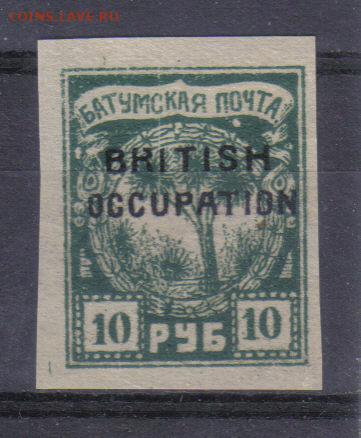 COINS.LAVE.RU
БАТУМСКАЯ ПОЧТА
BRITISH
OCCUPATION
10 РУБ 10